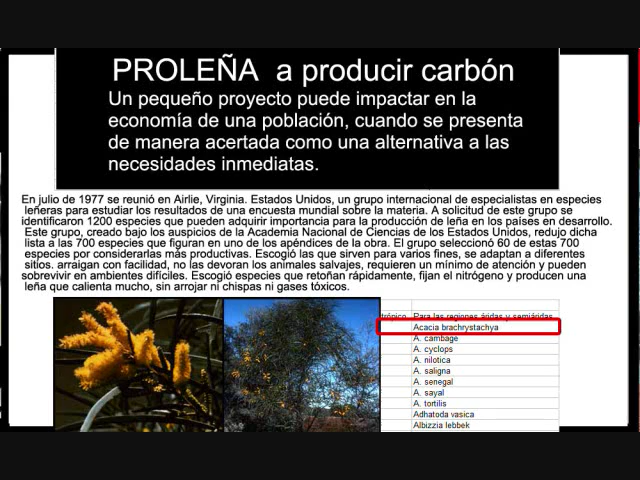 PROLEÑA  a producir carbón
Un pequeño proyecto puede impactar en la
economía de una población, cuando se presenta
de manera acertada como una alternativa a las
necesidades inmediatas.
En julio de 1977 se reunió en Airlie, Virginia. Estados Unidos, un grupo internacional de especialistas en especies
leñeras para estudiar los resultados de una encuesta mundial sobre la materia. A solicitud de este grupo se
identificaron 1200 especies que pueden adquirir importancia para la producción de leña en los países en desarrollo.
Este grupo, creado bajo los auspicios de la Academia Nacional de Ciencias de los Estados Unidos, redujo dicha
lista a las 700 especies que figuran en uno de los apéndices de la obra. El grupo seleccionó 60 de estas 700
especies por considerarlas más productivas. Escogió las que sirven para varios fines, se adaptan a diferentes
sitios. arraigan con facilidad, no las devoran los animales salvajes, requieren un mínimo de atención y pueden
sobrevivir en ambientes difíciles. Escogió especies que retoñan rápidamente, fijan el nitrógeno y producen una
leña que calienta mucho, sin arrojar ni chispas ni gases tóxicos.
Para las regiones áridas y semiáridas
Acacia brachrystachya
A. cambage
A. cyclops
A. nilotica
A. saligna
A. senegal
A. sayal
A. tortilis
Adhatoda vasica
Albizzia lebbek